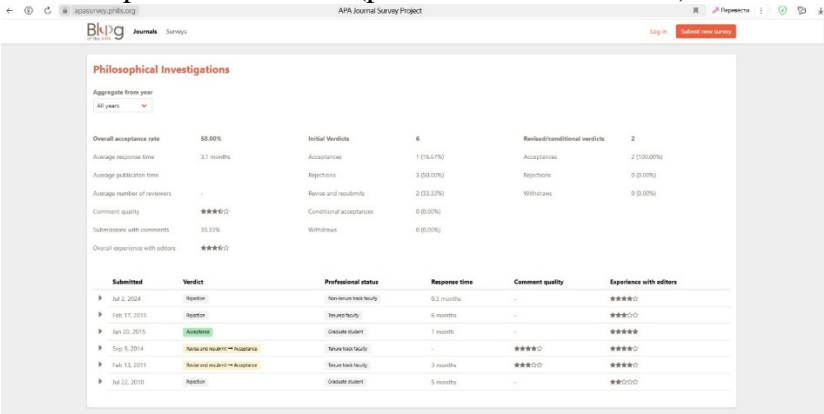 apasurvey.philx.org
APA Journal Survey Project
Перевести
Journals Surveys
Log in Submit new survey
Philosophical Investigations
Aggregate from year
All years
Overall acceptance rate 50.00% Initial Verdicts 6 Revised/conditional verdicts 2
Average response time 3.1 months Acceptances 1 (16.67%) Acceptances 2 (100.00%)
Average publication time Rejections 3 (50.00%) Rejections 0 (0.00%)
Average number of reviewers - Revise and resubmits 2 (33.33%) Withdraws 0 (0.00%)
Comment quality Conditional acceptances 0 (0.00%)
Submissions with comments 33.33% Withdraws 0 (0.00%)
Overall experience with editors
Submitted Verdict Professional status Response time Comment quality Experience with editors
Jul 2, 2024 Rejection Non-tenure track faculty 0.3 months -
Feb 17, 2015 Rejection Tenured faculty 6 months -
Jan 20, 2015 Acceptance Graduate student 1 month -
Sep 5, 2014 Revise and resubmit → Acceptance Tenure track faculty -
Feb 13, 2011 Revise and resubmit → Acceptance Tenure track faculty 3 months
Jul 22, 2010 Rejection Graduate student 5 months -